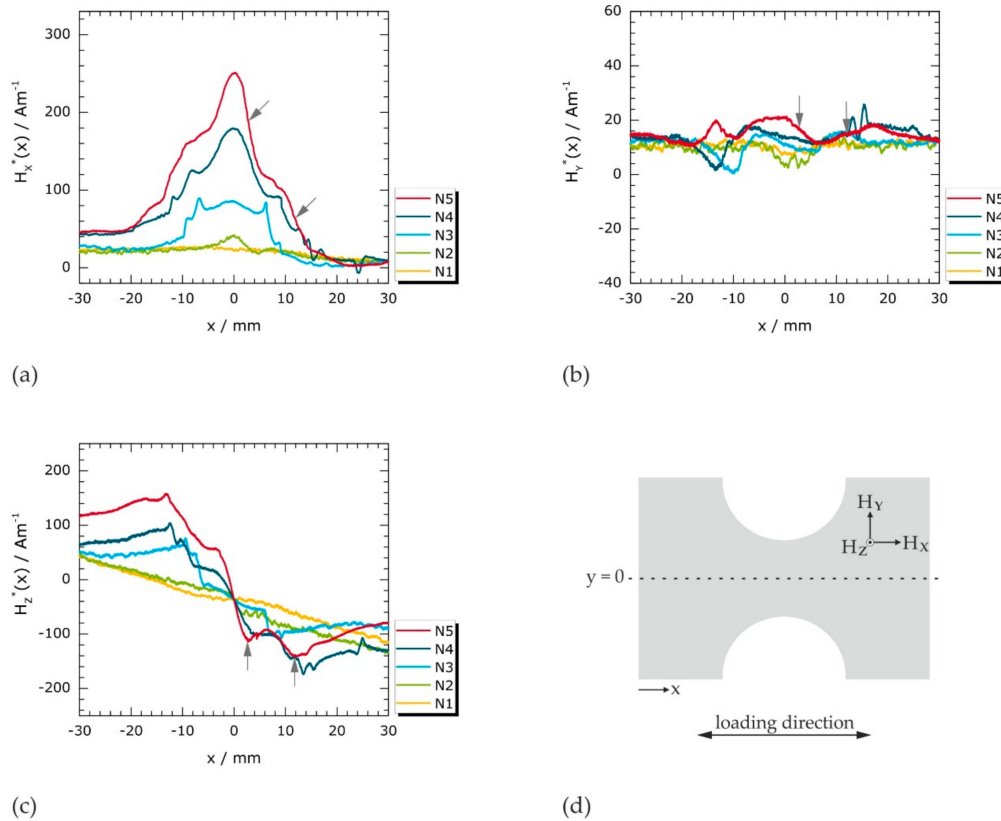 300
200
100
0
-30 -20 -10 0 10 20 30
x / mm
Hₓ*(x) / Am⁻¹
N5
N4
N3
N2
N1
(a)
60
40
20
0
-20
-40
-30 -20 -10 0 10 20 30
x / mm
H_Y*(x) / Am⁻¹
N5
N4
N3
N2
N1
(b)
200
100
0
-100
-200
-30 -20 -10 0 10 20 30
x / mm
H_Z*(x) / Am⁻¹
N5
N4
N3
N2
N1
(c)
H_Y
H_Z H_X
y = 0
x
loading direction
(d)